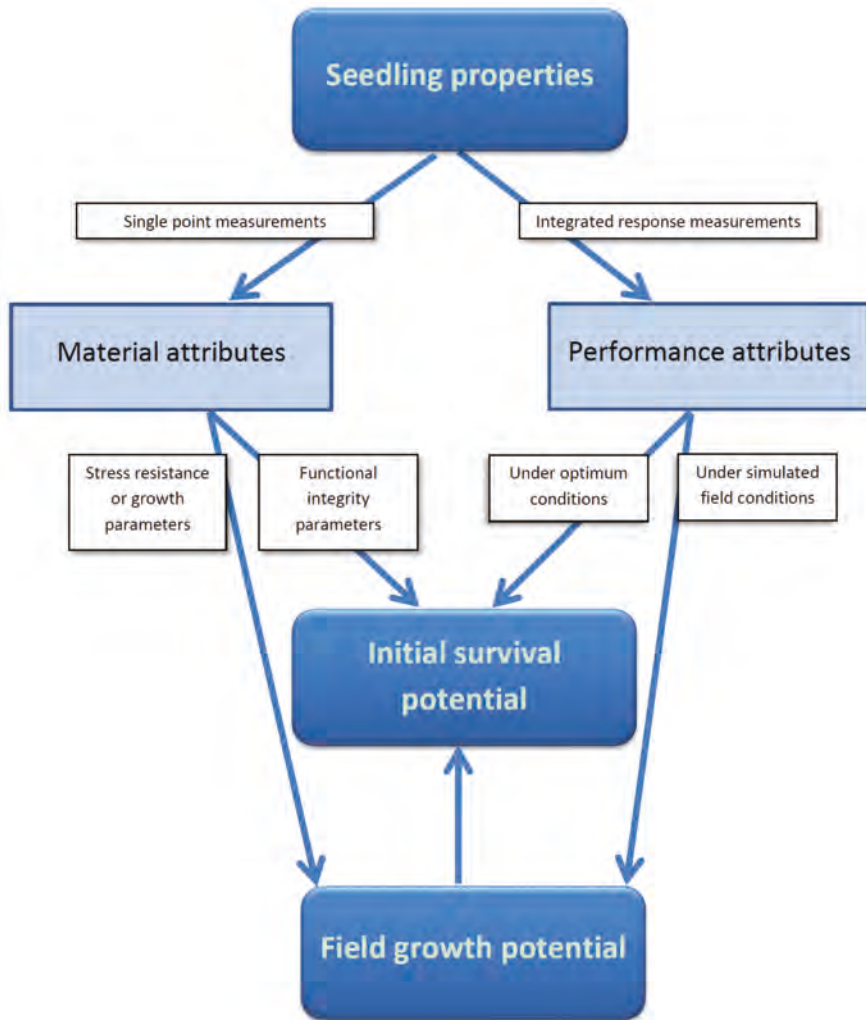 Seedling properties
Single point measurements
Integrated response measurements
Material attributes
Performance attributes
Stress resistance
or growth
parameters
Functional
integrity
parameters
Under optimum
conditions
Under simulated
field conditions
Initial survival
potential
Field growth potential